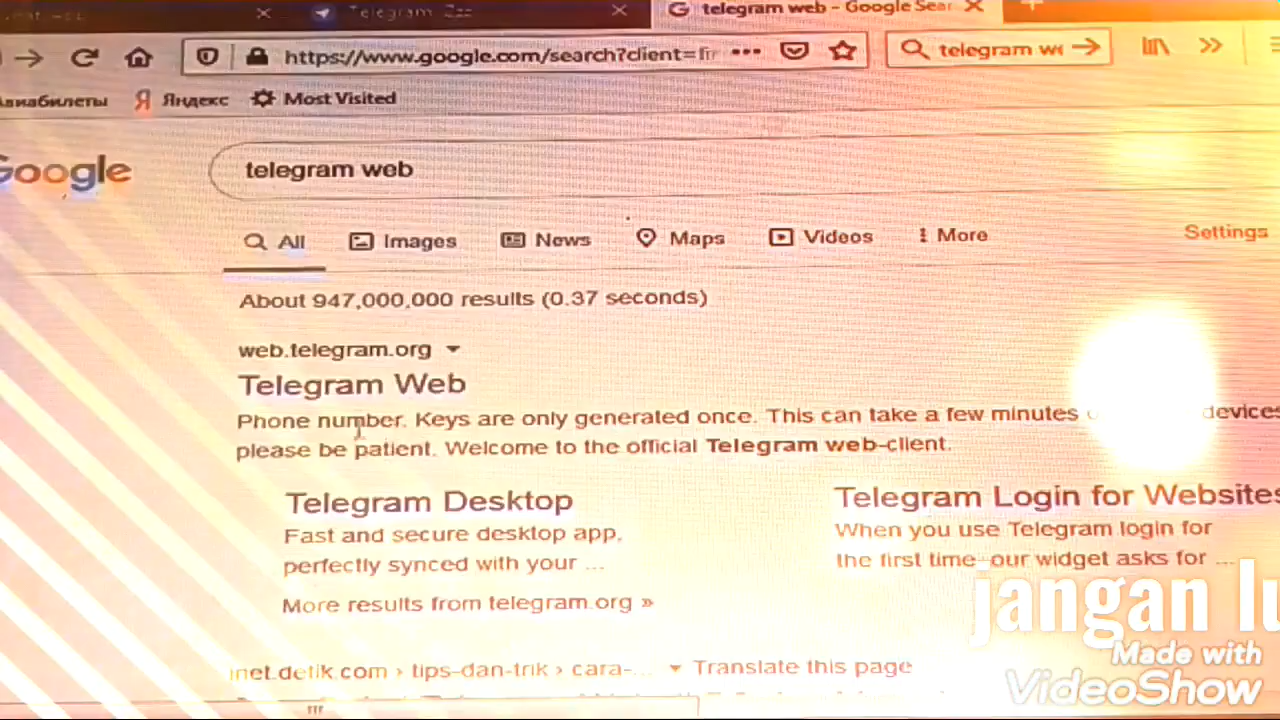 Telegram
telegram web - Google Sear
https://www.google.com/search?client=fir
telegram we
Авиабилеты
Яндекс
Most Visited
Google
telegram web
All
Images
News
Maps
Videos
More
Settings
About 947,000,000 results (0.37 seconds)
web.telegram.org
Telegram Web
Phone number. Keys are only generated once. This can take a few minutes devices
please be patient. Welcome to the official Telegram web-client.
Telegram Desktop
Fast and secure desktop app,
perfectly synced with your ...
More results from telegram.org »
Telegram Login for Websites
When you use Telegram login for
the first time, our widget asks for ...
inet.detik.com › tips-dan-trik › cara-...
Translate this page
jangan lu
Made with
VideoShow